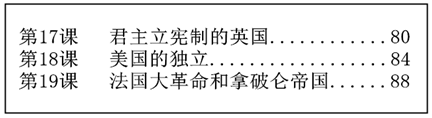 第17课 君主立宪制的英国............80
第18课 美国的独立..................84
第19课 法国大革命和拿破仑帝国......88